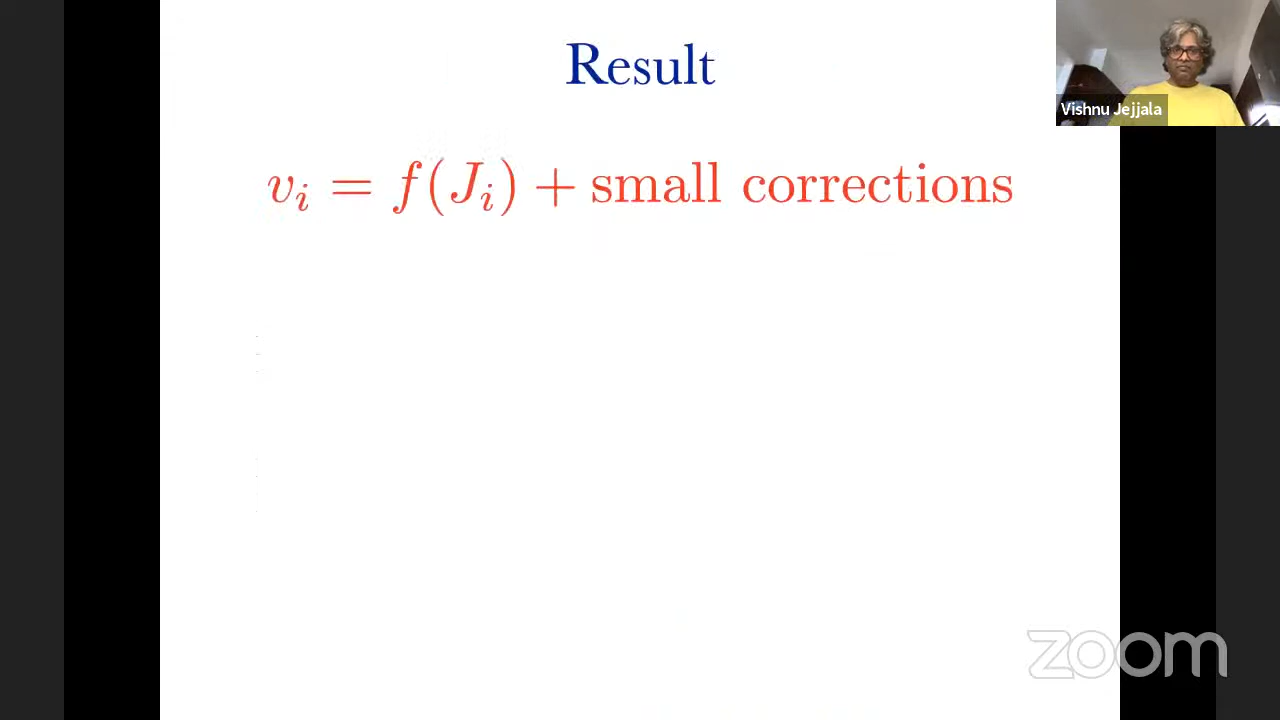 Result
v_i = f(J_i) + small corrections
Vishnu Jejjala
zoom